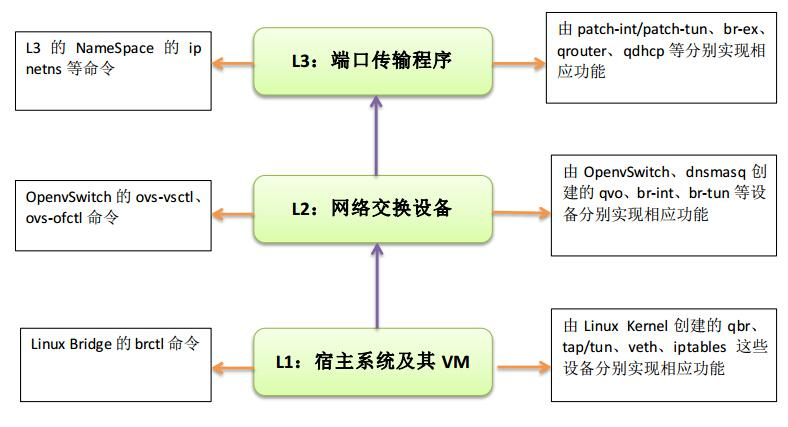 L3 的 NameSpace 的 ip
netns 等命令
L3：端口传输程序
由 patch-int/patch-tun、br-ex、
qrouter、qdhcp 等分别实现相
应功能
OpenvSwitch 的 ovs-vsctl、
ovs-ofctl 命令
L2：网络交换设备
由 OpenvSwitch、dnsmasq 创
建的 qvo、br-int、br-tun 等设
备分别实现相应功能
Linux Bridge 的 brctl 命令
L1：宿主系统及其 VM
由 Linux Kernel 创建的 qbr、
tap/tun、veth、iptables 这些
设备分别实现相应功能